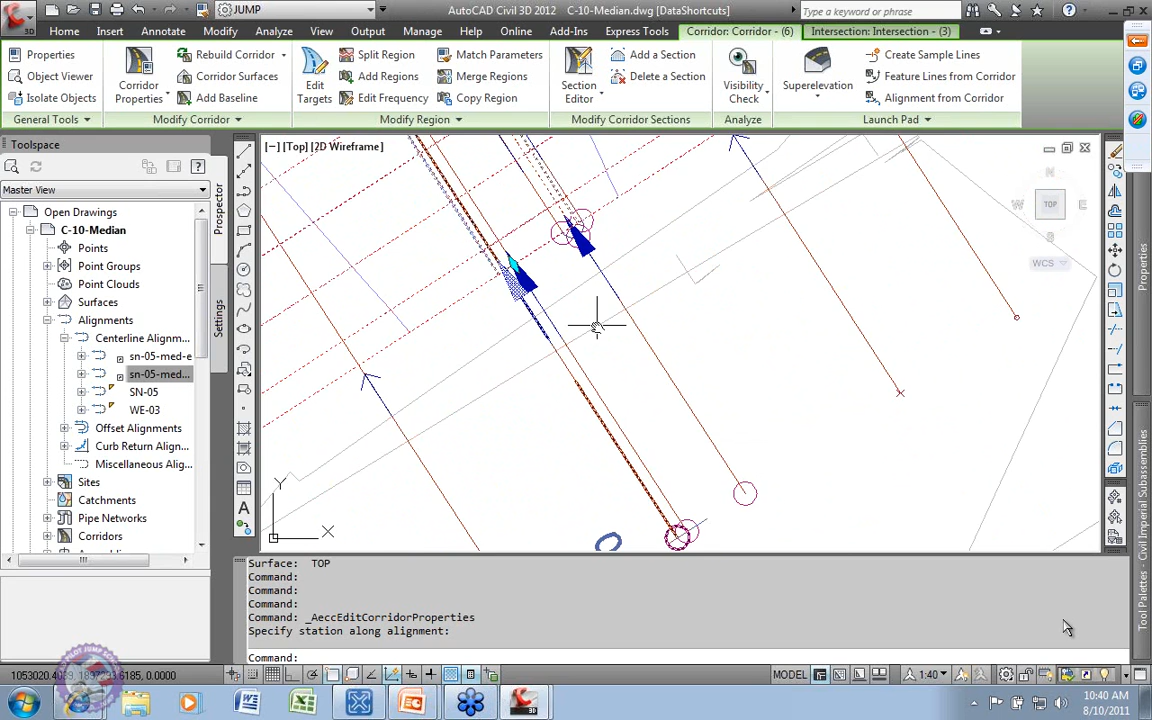 JUMP
AutoCAD Civil 3D 2012 C-10-Median.dwg [DataShortcuts]
Type a keyword or phrase
Home Insert Annotate Modify Analyze View Output Manage Help Online Add-Ins Express Tools Corridor: Corridor - (6) Intersection: Intersection - (3)
Properties Rebuild Corridor Split Region Match Parameters Add a Section Create Sample Lines
Object Viewer Corridor Surfaces Add Regions Merge Regions Delete a Section Feature Lines from Corridor
Corridor Properties Edit Targets Section Editor Visibility Check Superelevation
Isolate Objects Add Baseline Edit Frequency Copy Region Alignment from Corridor
General Tools Modify Corridor Modify Region Modify Corridor Sections Analyze Launch Pad
Toolspace
[−] [Top] [2D Wireframe]
Master View
Open Drawings
C-10-Median
Points
Point Groups
Point Clouds
Surfaces
Alignments
Centerline Alignm...
sn-05-med-e
sn-05-med...
SN-05
WE-03
Offset Alignments
Curb Return Align...
Miscellaneous Alig...
Sites
Catchments
Pipe Networks
Corridors
Prospector
Settings
N
W TOP E
WCS
Y
X
Properties
Tool Palettes - Civil Imperial Subassemblies
Surface: TOP
Command:
Command:
Command:
Command: _AeccEditCorridorProperties
Specify station along alignment:
Command:
MODEL 1:40
10:40 AM
8/10/2011